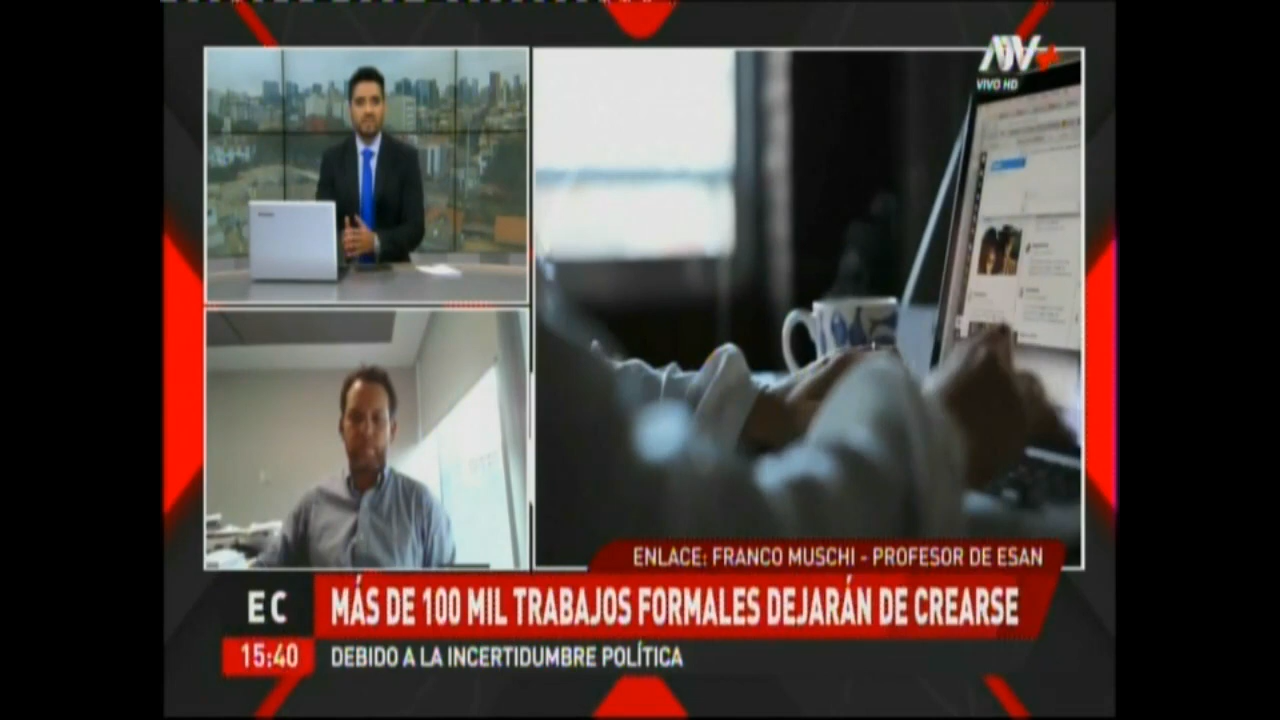 ATV+
VIVO HD
ENLACE: FRANCO MUSCHI - PROFESOR DE ESAN
EC
MÁS DE 100 MIL TRABAJOS FORMALES DEJARÁN DE CREARSE
15:40
DEBIDO A LA INCERTIDUMBRE POLÍTICA